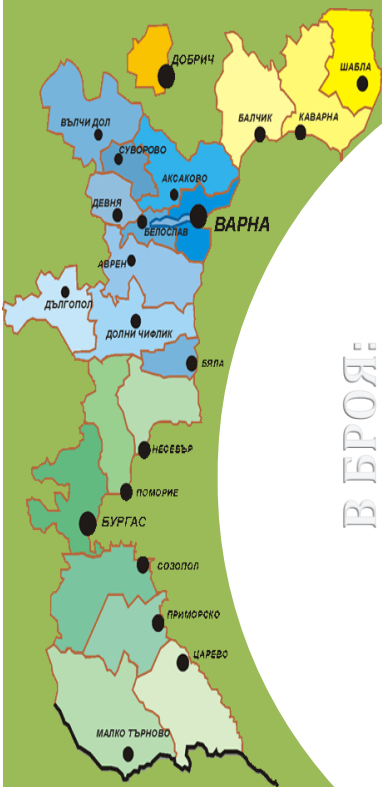 ДОБРИЧ
ШАБЛА
БАЛЧИК
КАВАРНА
ВЪЛЧИ ДОЛ
СУВОРОВО
АКСАКОВО
ДЕВНЯ
БЕЛОСЛАВ
ВАРНА
АВРЕН
ДЪЛГОПОЛ
ДОЛНИ ЧИФЛИК
БЯЛА
НЕСЕБЪР
ПОМОРИЕ
БУРГАС
СОЗОПОЛ
ПРИМОРСКО
ЦАРЕВО
МАЛКО ТЪРНОВО
В БРОЯ: